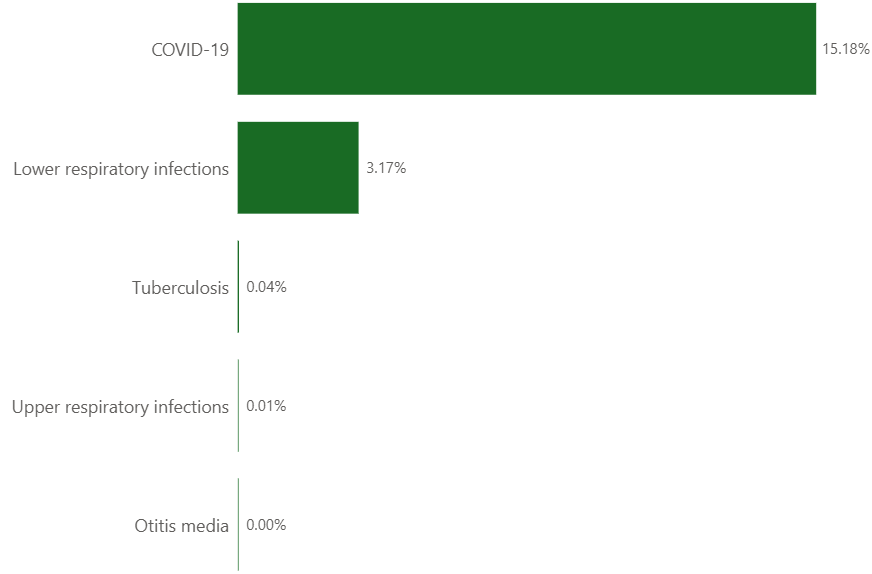 COVID-19 15.18%
Lower respiratory infections 3.17%
Tuberculosis 0.04%
Upper respiratory infections 0.01%
Otitis media 0.00%